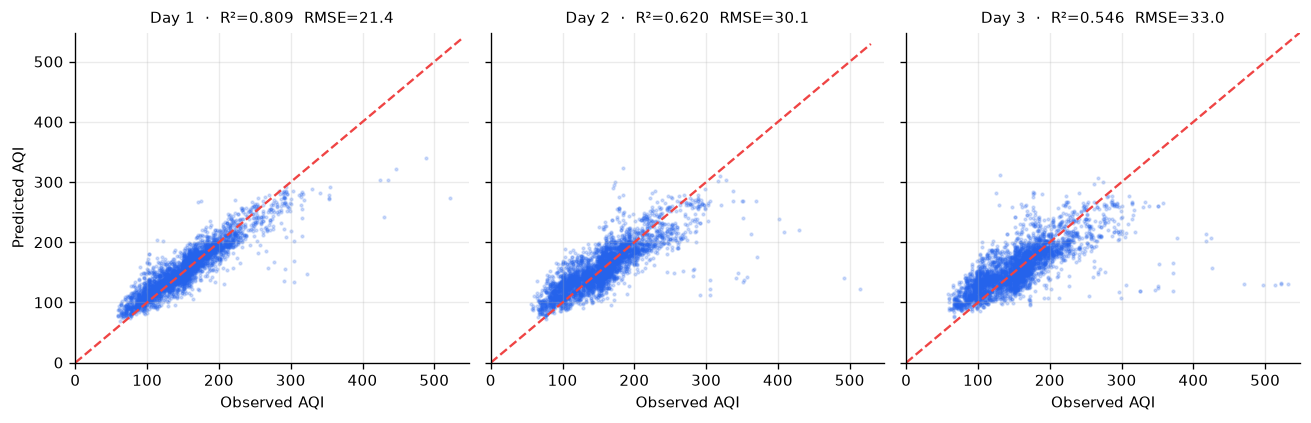 Day 1 · R²=0.809 RMSE=21.4
Day 2 · R²=0.620 RMSE=30.1
Day 3 · R²=0.546 RMSE=33.0
Predicted AQI
500
400
300
200
100
0
0 100 200 300 400 500
0 100 200 300 400 500
0 100 200 300 400 500
Observed AQI
Observed AQI
Observed AQI